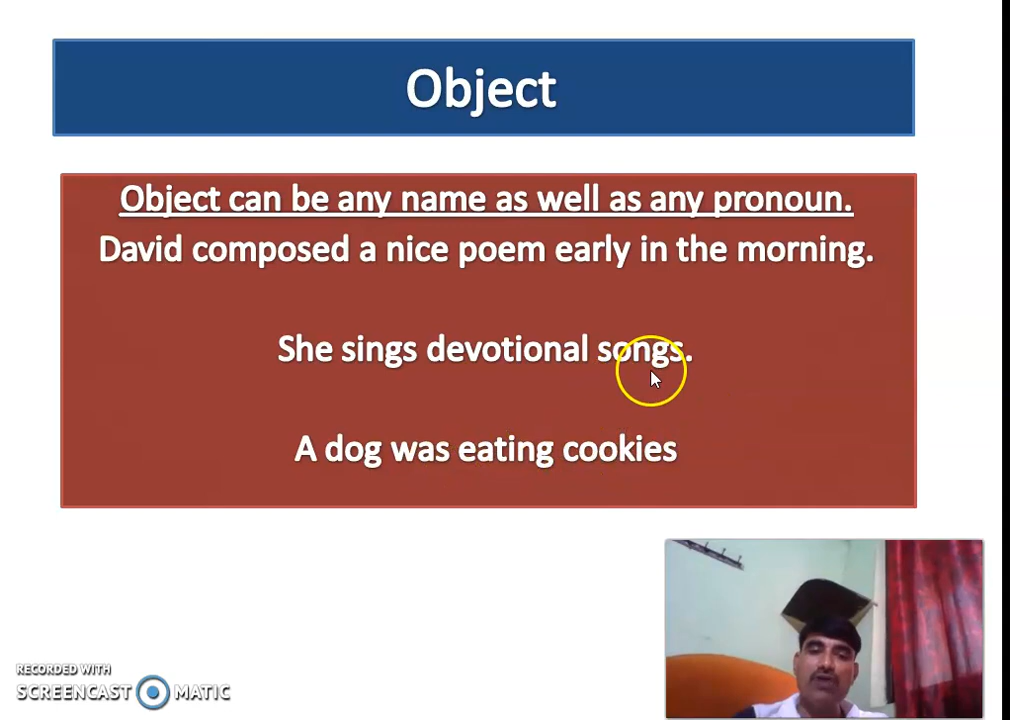 Object
Object can be any name as well as any pronoun.
David composed a nice poem early in the morning.
She sings devotional songs.
A dog was eating cookies
RECORDED WITH
SCREENCAST MATIC